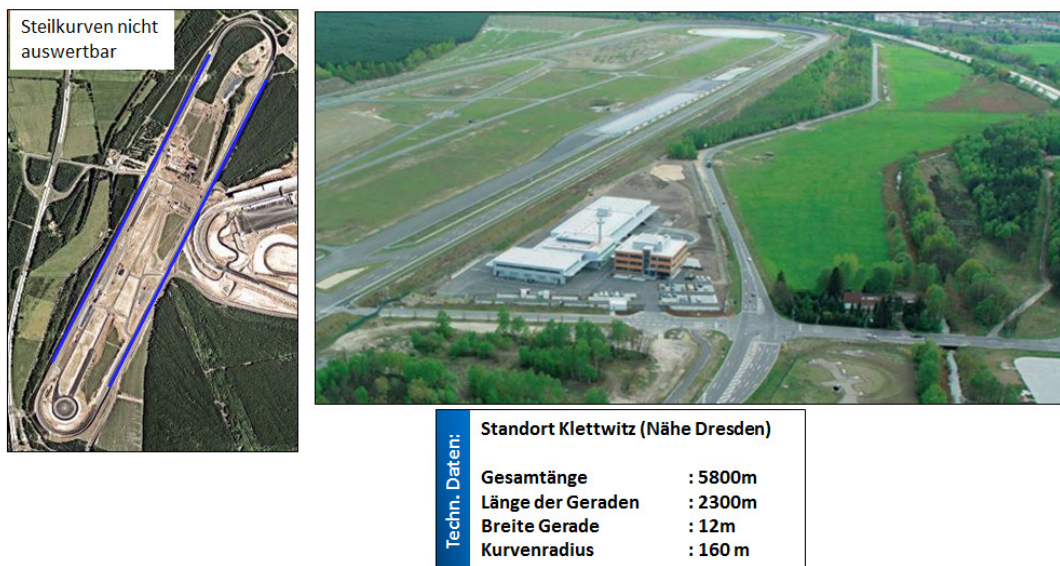 Steilkurven nicht
auswertbar
Techn. Daten:
Standort Klettwitz (Nähe Dresden)
Gesamtänge : 5800m
Länge der Geraden : 2300m
Breite Gerade : 12m
Kurvenradius : 160 m